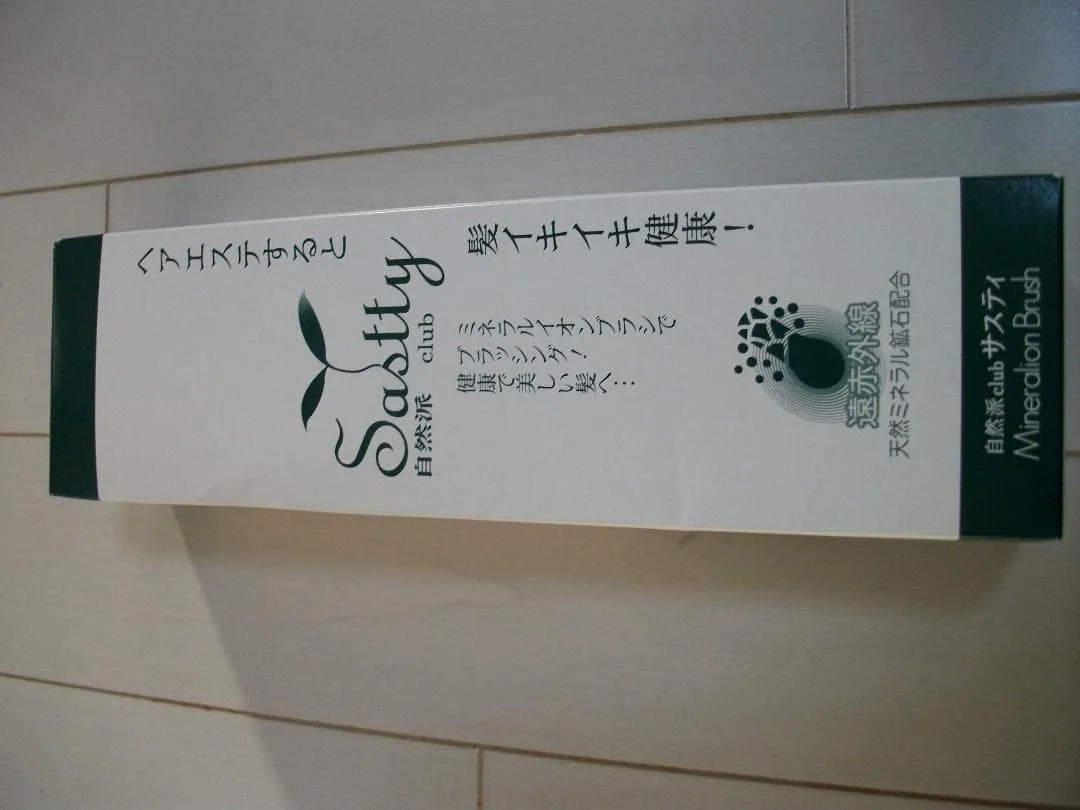 ヘアエステすると
髪イキイキ健康！
Sastty
自然派 club
ミネラルイオンブラシで
ブラッシング！
健康で美しい髪へ…
遠赤外線
天然ミネラル鉱石配合
自然派clubサスティ
Mineralion Brush